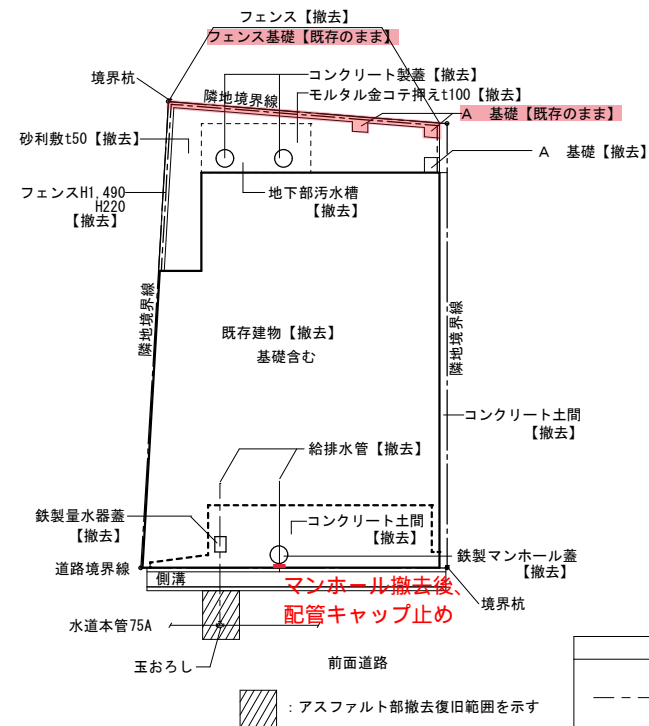 フェンス【撤去】
フェンス基礎【既存のまま】
境界杭
コンクリート製蓋【撤去】
隣地境界線
モルタル金コテ押えt100【撤去】
A 基礎【既存のまま】
砂利敷t50【撤去】
A 基礎【撤去】
フェンスH1,490
H220
【撤去】
地下部汚水槽
【撤去】
隣地境界線
隣地境界線
既存建物【撤去】
基礎含む
コンクリート土間
【撤去】
給排水管【撤去】
鉄製量水器蓋
【撤去】
コンクリート土間
【撤去】
鉄製マンホール蓋
【撤去】
道路境界線
側溝
マンホール撤去後、
配管キャップ止め
境界杭
水道本管75A
玉おろし
前面道路
：アスファルト部撤去復旧範囲を示す